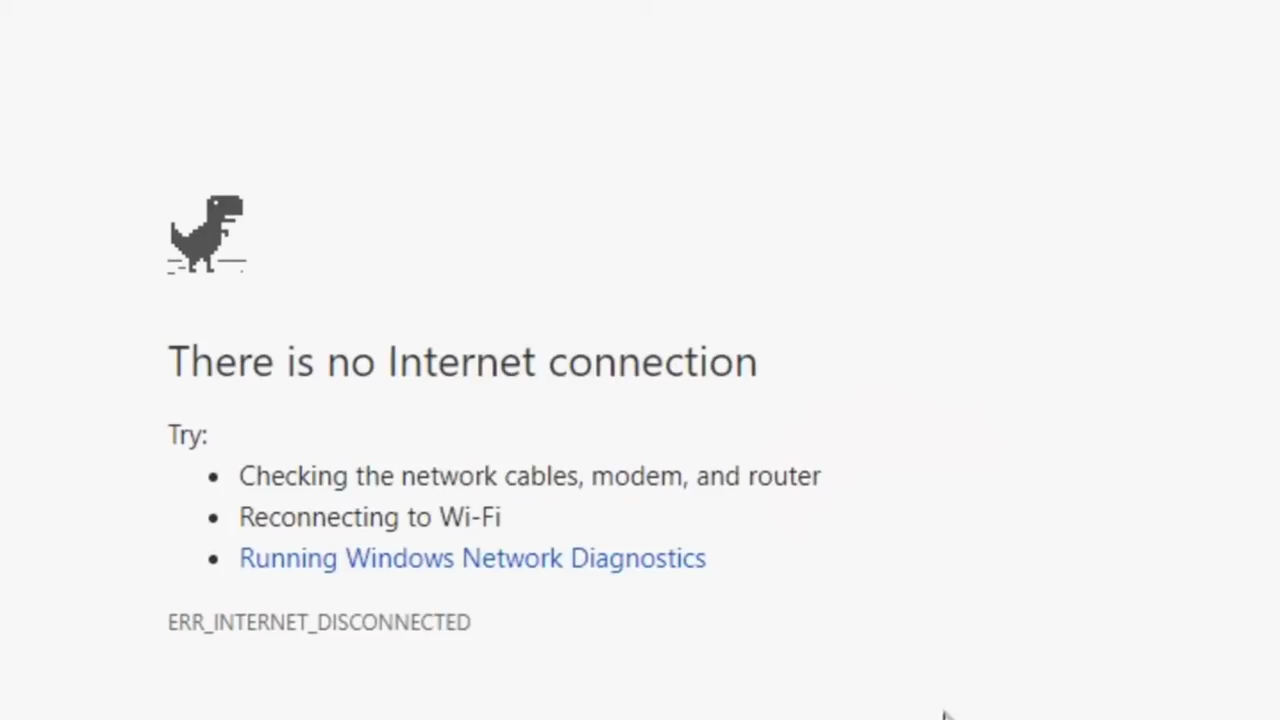 There is no Internet connection
Try:
Checking the network cables, modem, and router
Reconnecting to Wi-Fi
Running Windows Network Diagnostics
ERR_INTERNET_DISCONNECTED